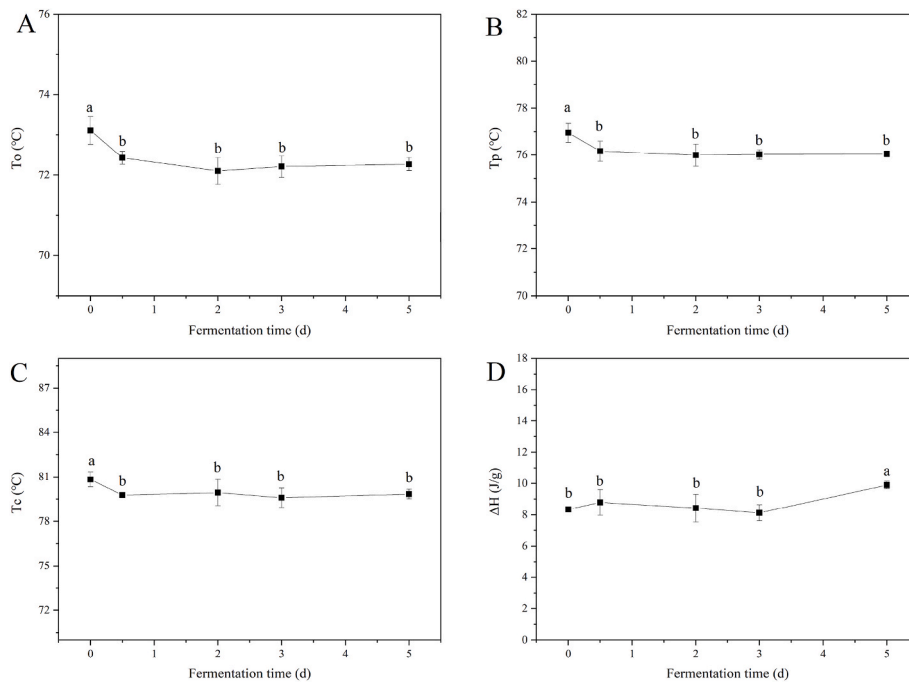 A
76
74
72
70
To (℃)
a
b
b
b
b
0
1
2
3
4
5
Fermentation time (d)
B
82
80
78
76
74
72
70
Tp (℃)
a
b
b
b
b
0
1
2
3
4
5
Fermentation time (d)
C
87
84
81
78
75
72
Tc (℃)
a
b
b
b
b
0
1
2
3
4
5
Fermentation time (d)
D
18
16
14
12
10
8
6
4
2
0
ΔH (J/g)
b
b
b
b
a
0
1
2
3
4
5
Fermentation time (d)